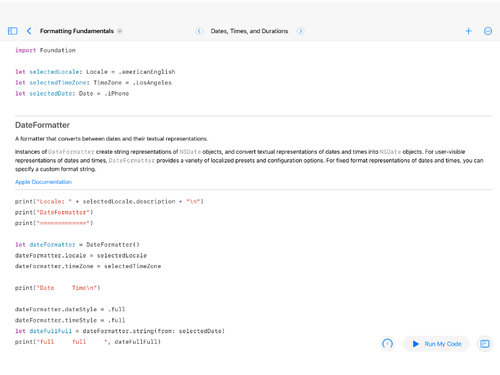 Formatting Fundamentals
Dates, Times, and Durations
import Foundation
let selectedLocale: Locale = .americanEnglish
let selectedTimeZone: TimeZone = .LosAngeles
let selectedDate: Date = .iPhone
DateFormatter
A formatter that converts between dates and their textual representations.
Instances of DateFormatter create string representations of NSDate objects, and convert textual representations of dates and times into NSDate objects. For user-visible
representations of dates and times, DateFormatter provides a variety of localized presets and configuration options. For fixed format representations of dates and times, you can
specify a custom format string.
Apple Documentation
print("Locale: " + selectedLocale.description + "\n")
print("DateFormatter")
print("=============")
let dateFormatter = DateFormatter()
dateFormatter.locale = selectedLocale
dateFormatter.timeZone = selectedTimeZone
print("Date     Time\n")
dateFormatter.dateStyle = .full
dateFormatter.timeStyle = .full
let dateFullFull = dateFormatter.string(from: selectedDate)
print("full     full     ", dateFullFull)
Run My Code